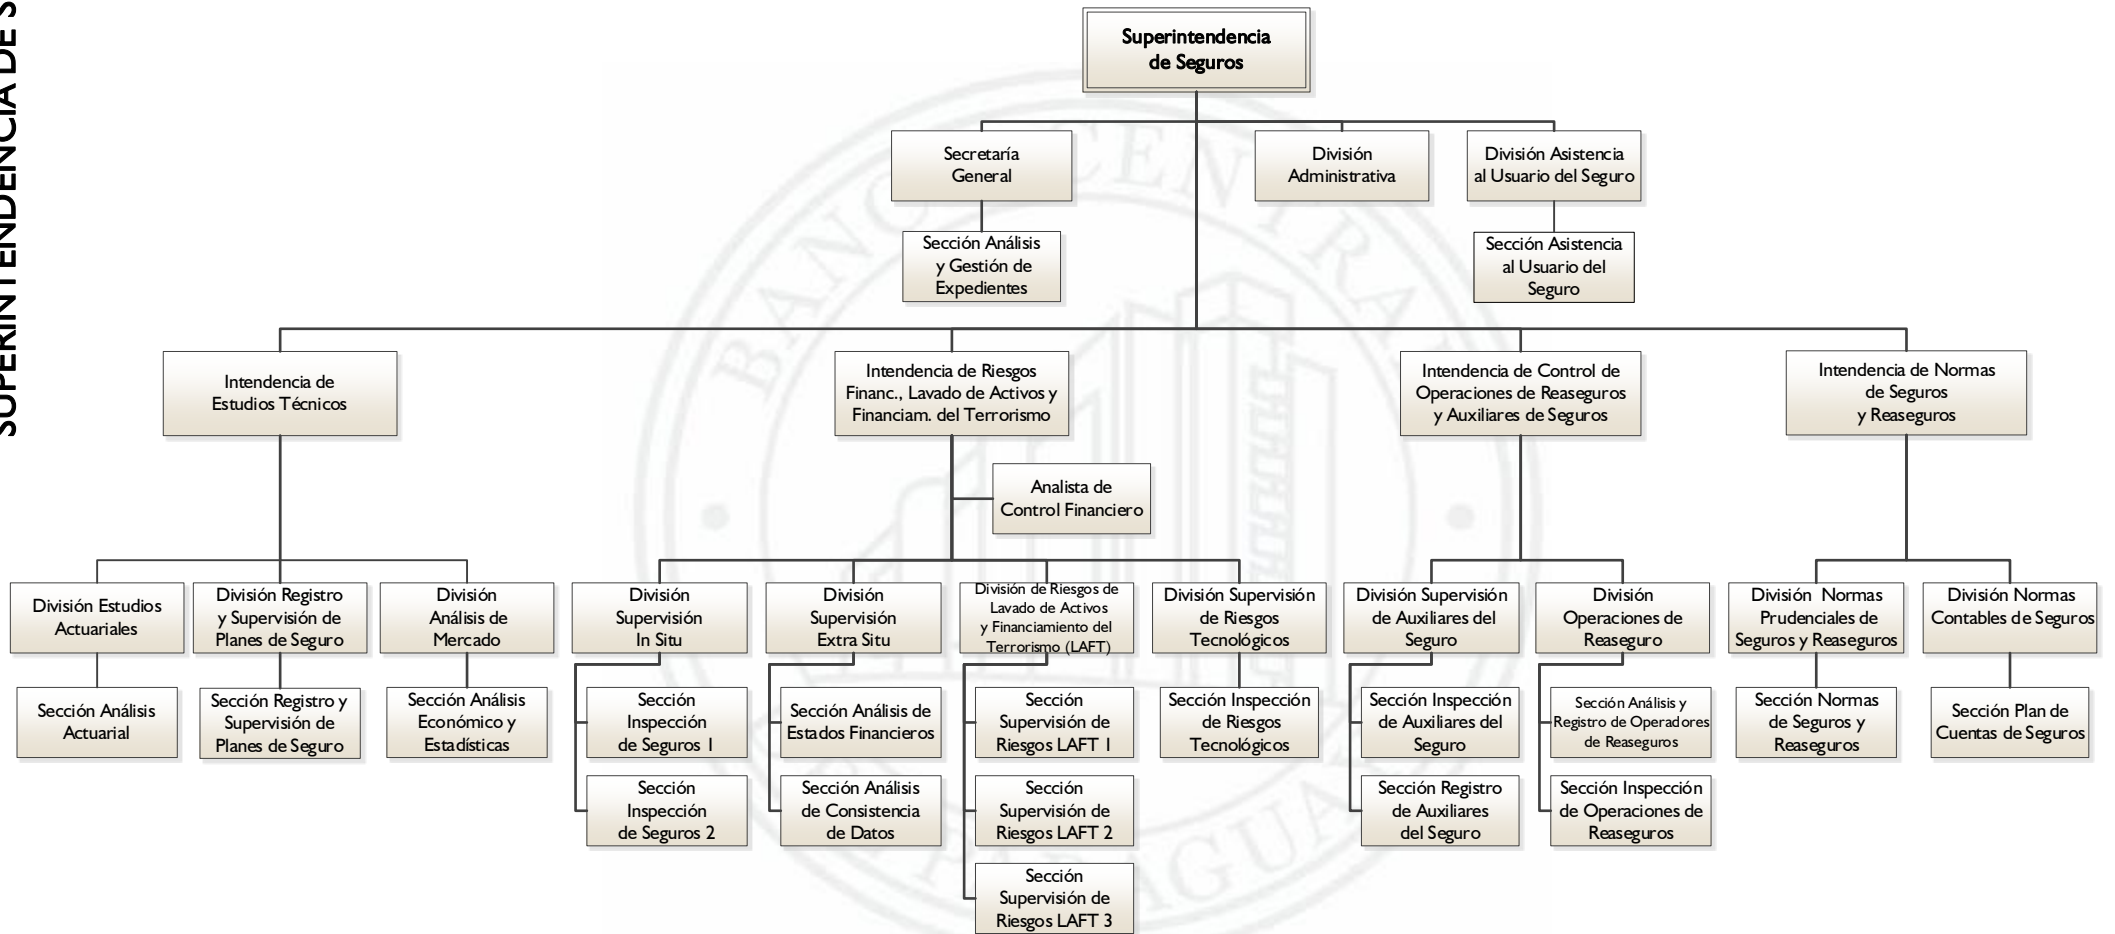 SUPERINTENDENCIA DE S
Superintendencia
de Seguros
Secretaría
General
División
Administrativa
División Asistencia
al Usuario del Seguro
Sección Análisis
y Gestión de
Expedientes
Sección Asistencia
al Usuario del
Seguro
Intendencia de
Estudios Técnicos
Intendencia de Riesgos
Financ., Lavado de Activos y
Financiam. del Terrorismo
Intendencia de Control de
Operaciones de Reaseguros
y Auxiliares de Seguros
Intendencia de Normas
de Seguros
y Reaseguros
Analista de
Control Financiero
División Estudios
Actuariales
División Registro
y Supervisión de
Planes de Seguro
División
Análisis de
Mercado
División
Supervisión
In Situ
División
Supervisión
Extra Situ
División de Riesgos de
Lavado de Activos
y Financiamiento del
Terrorismo (LAFT)
División Supervisión
de Riesgos
Tecnológicos
División Supervisión
de Auxiliares del
Seguro
División
Operaciones de
Reaseguro
División Normas
Prudenciales de
Seguros y Reaseguros
División Normas
Contables de Seguros
Sección Análisis
Actuarial
Sección Registro y
Supervisión de
Planes de Seguro
Sección Análisis
Económico y
Estadísticas
Sección
Inspección
de Seguros 1
Sección Análisis de
Estados Financieros
Sección
Supervisión de
Riesgos LAFT 1
Sección Inspección
de Riesgos
Tecnológicos
Sección Inspección
de Auxiliares del
Seguro
Sección Análisis y
Registro de Operadores
de Reaseguros
Sección Normas
de Seguros y
Reaseguros
Sección Plan de
Cuentas de Seguros
Sección
Inspección
de Seguros 2
Sección Análisis
de Consistencia
de Datos
Sección
Supervisión de
Riesgos LAFT 2
Sección Registro
de Auxiliares
del Seguro
Sección Inspección
de Operaciones de
Reaseguros
Sección
Supervisión de
Riesgos LAFT 3
BANCO CENTRAL
PARAGUAY